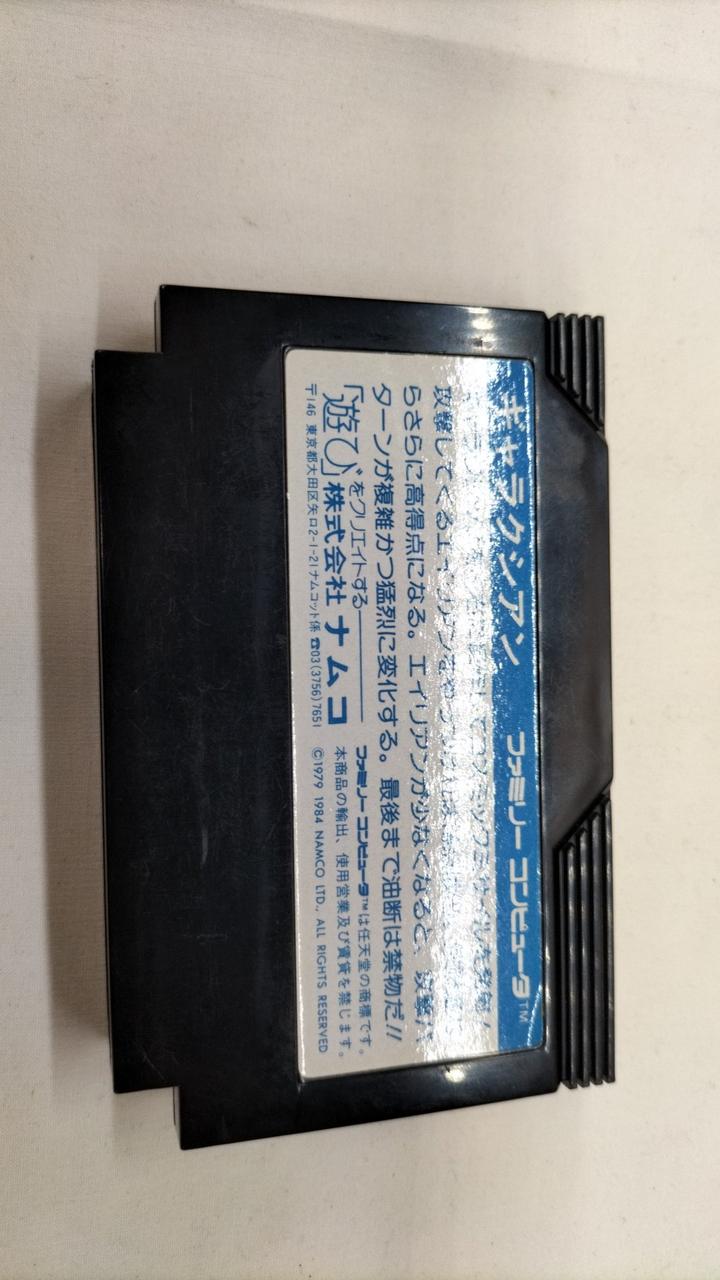 ギャラクシアン ファミリー コンピュータ™
攻撃してくるエイリアンを
らさらに高得点になる。エイリアンが少なくなると、攻撃パ
ターンが複雑かつ猛烈に変化する。最後まで油断は禁物だ!!
「遊び」をクリエイトする――
株式会社ナムコ
〒146 東京都大田区矢口2-1-21ナムコット係 ☎03(3756)7651
ファミリーコンピュータ™は任天堂の商標です。
本商品の輸出、使用営業及び賃貸を禁じます。
©1979 1984 NAMCO LTD., ALL RIGHTS RESERVED